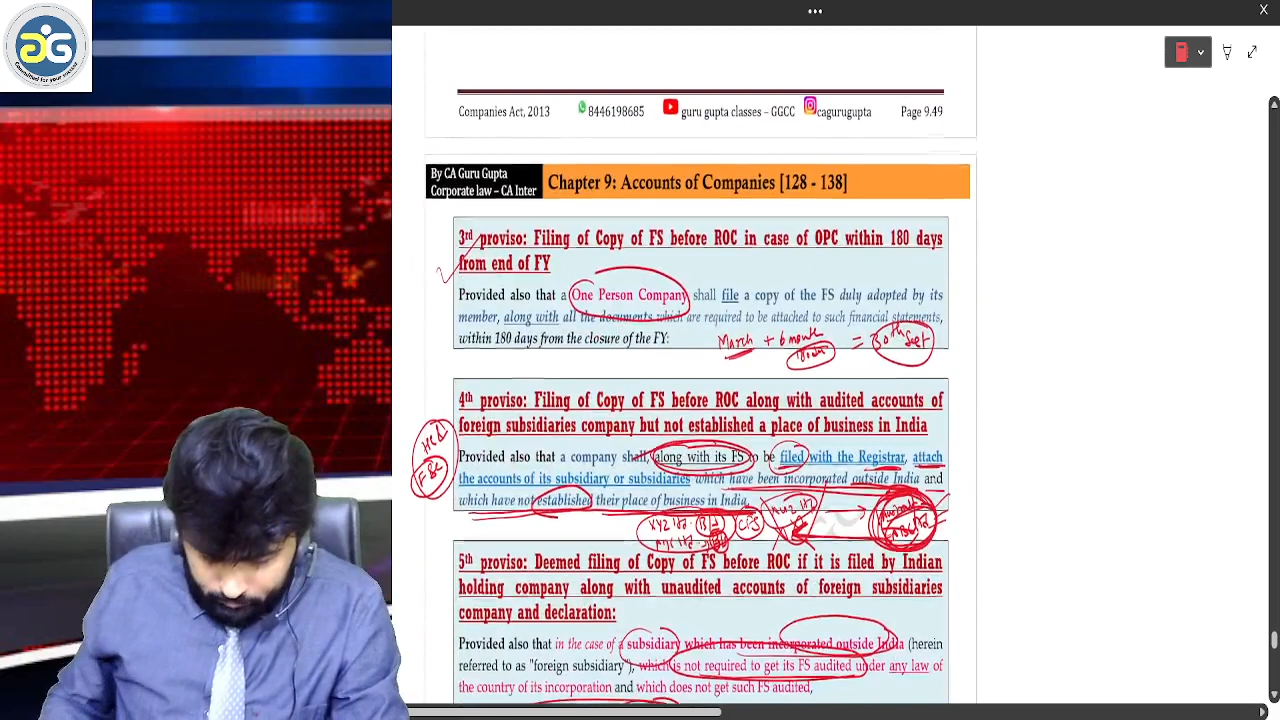 Committed for your success
Companies Act, 2013 8446198685 guru gupta classes – GGCC cagurugupta Page 9.49
By CA Guru Gupta
Corporate law – CA Inter
Chapter 9: Accounts of Companies [128 - 138]
3rd proviso: Filing of Copy of FS before ROC in case of OPC within 180 days
from end of FY
Provided also that a One Person Company shall file a copy of the FS duly adopted by its
member, along with all the documents which are required to be attached to such financial statements,
within 180 days from the closure of the FY:
March + 6 month = 30th Sept
4th proviso: Filing of Copy of FS before ROC along with audited accounts of
foreign subsidiaries company but not established a place of business in India
Provided also that a company shall, along with its FS to be filed with the Registrar, attach
the accounts of its subsidiary or subsidiaries which have been incorporated outside India and
which have not established their place of business in India.
XYZ ltd. CFS
5th proviso: Deemed filing of Copy of FS before ROC if it is filed by Indian
holding company along with unaudited accounts of foreign subsidiaries
company and declaration:
Provided also that in the case of a subsidiary which has been incorporated outside India (herein
referred to as "foreign subsidiary"), which is not required to get its FS audited under any law of
the country of its incorporation and which does not get such FS audited,